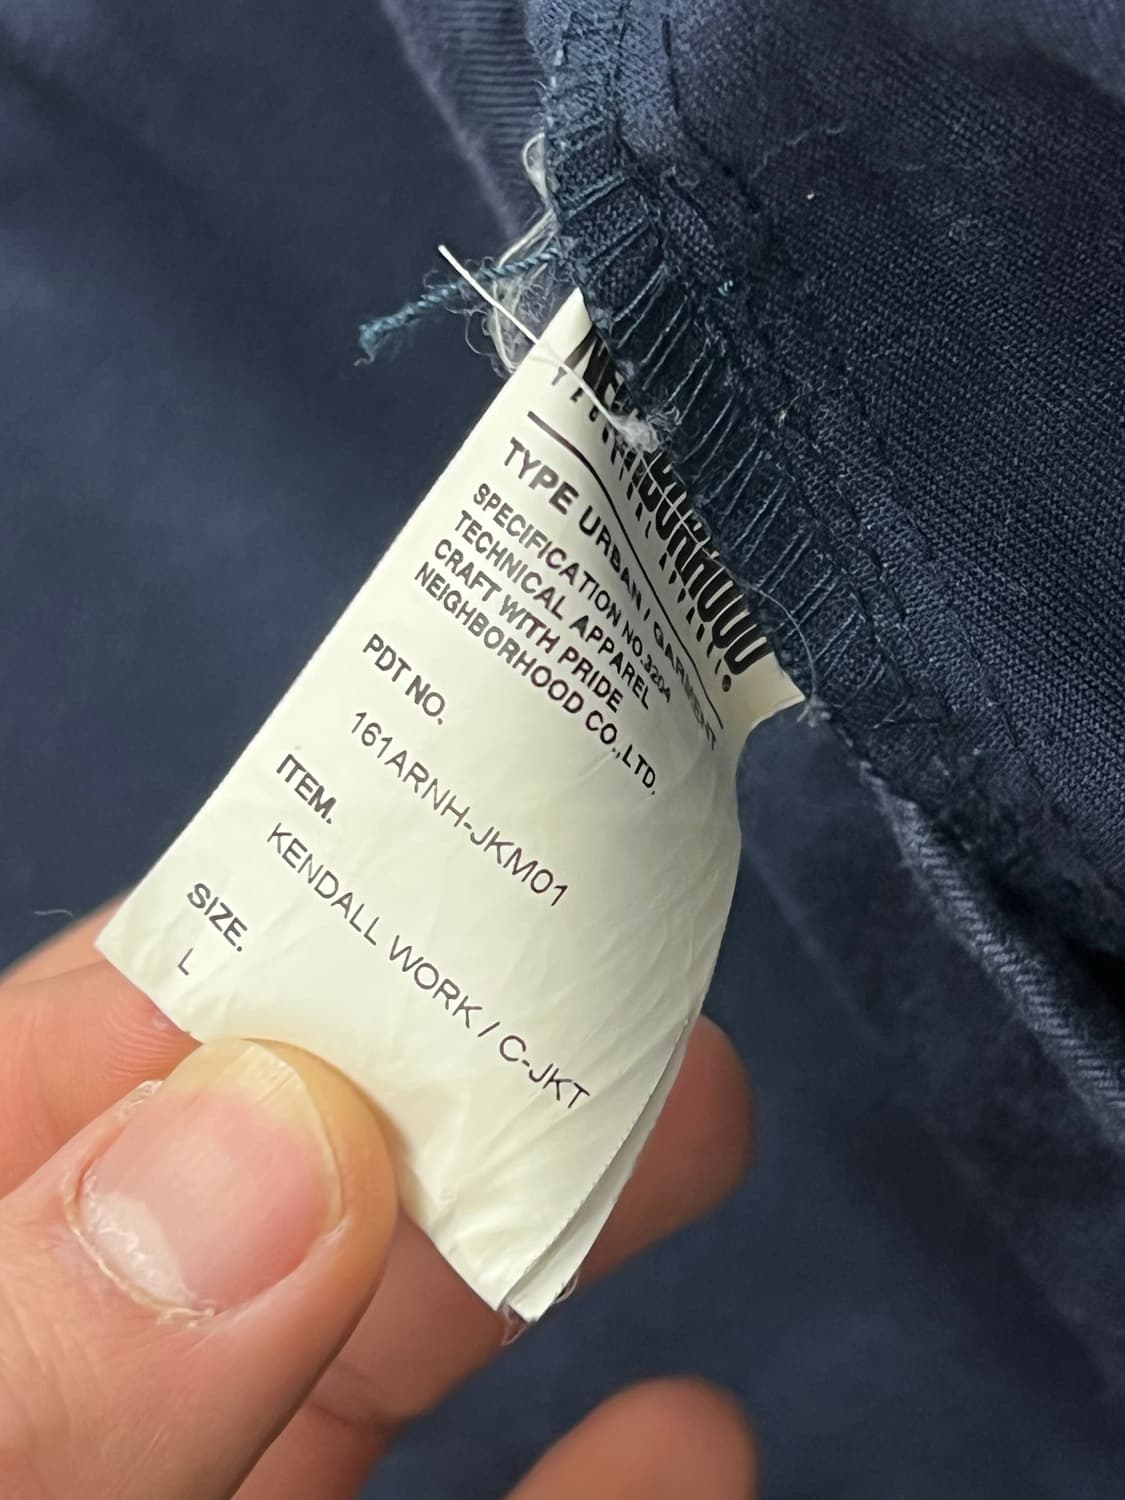 NEIGHBORHOOD.
TYPE URBAN / GARMENT
SPECIFICATION NO.3204
TECHNICAL APPAREL
CRAFT WITH PRIDE
NEIGHBORHOOD CO.,LTD.
PDT NO.
161ARNH-JKM01
ITEM.
KENDALL WORK / C-JKT
SIZE.
L